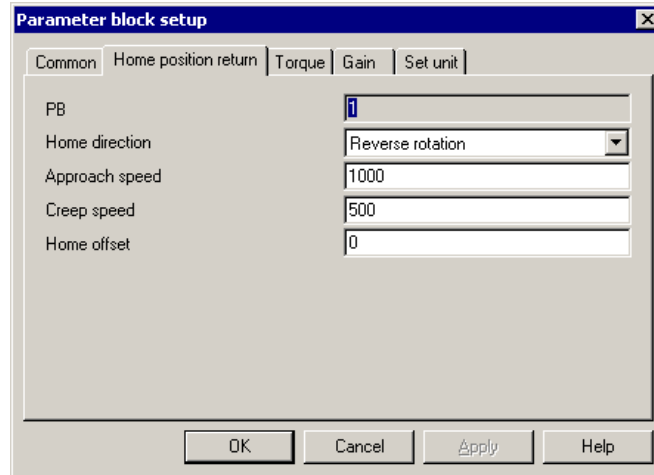 Parameter block setup
Common Home position return Torque Gain Set unit
PB 1
Home direction Reverse rotation
Approach speed 1000
Creep speed 500
Home offset 0
OK Cancel Apply Help